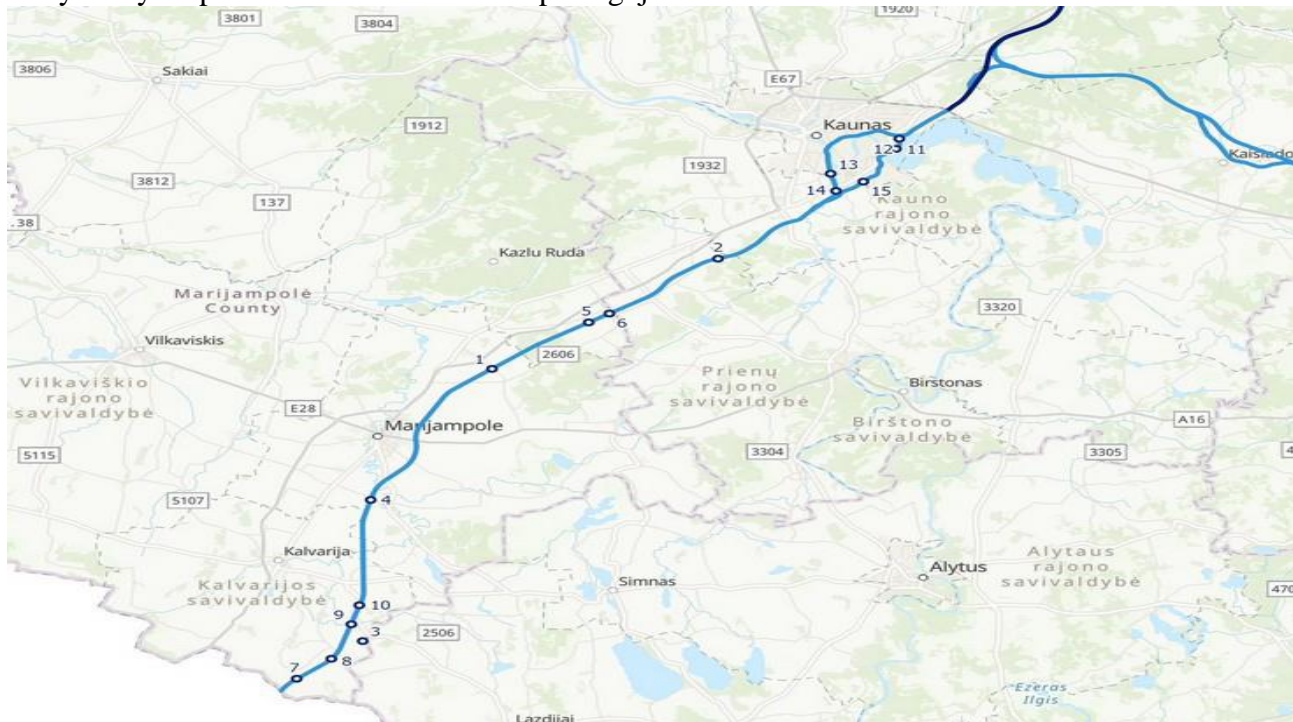 3801
3804
1920
3806
Sakiai
E67
1912
Kaunas
12
11
1932
Kaisiado
3812
13
137
14
15
.38
Kauno
rajono
savivaldybė
Kazlu Ruda
2
Marijampolė
County
3320
5
6
Vilkaviskis
1
2606
Vilkaviškio
rajono
savivaldybė
Prienų
rajono
savivaldybė
Birstonas
E28
Marijampole
Birštono
savivaldybė
A16
5115
3304
3305
4
5107
4
Kalvarija
Alytaus
rajono
savivaldybė
Simnas
Alytus
Kalvarijos
savivaldybė
470
10
9
3
2506
8
7
Ezeras
Ilgis
Lazdijai